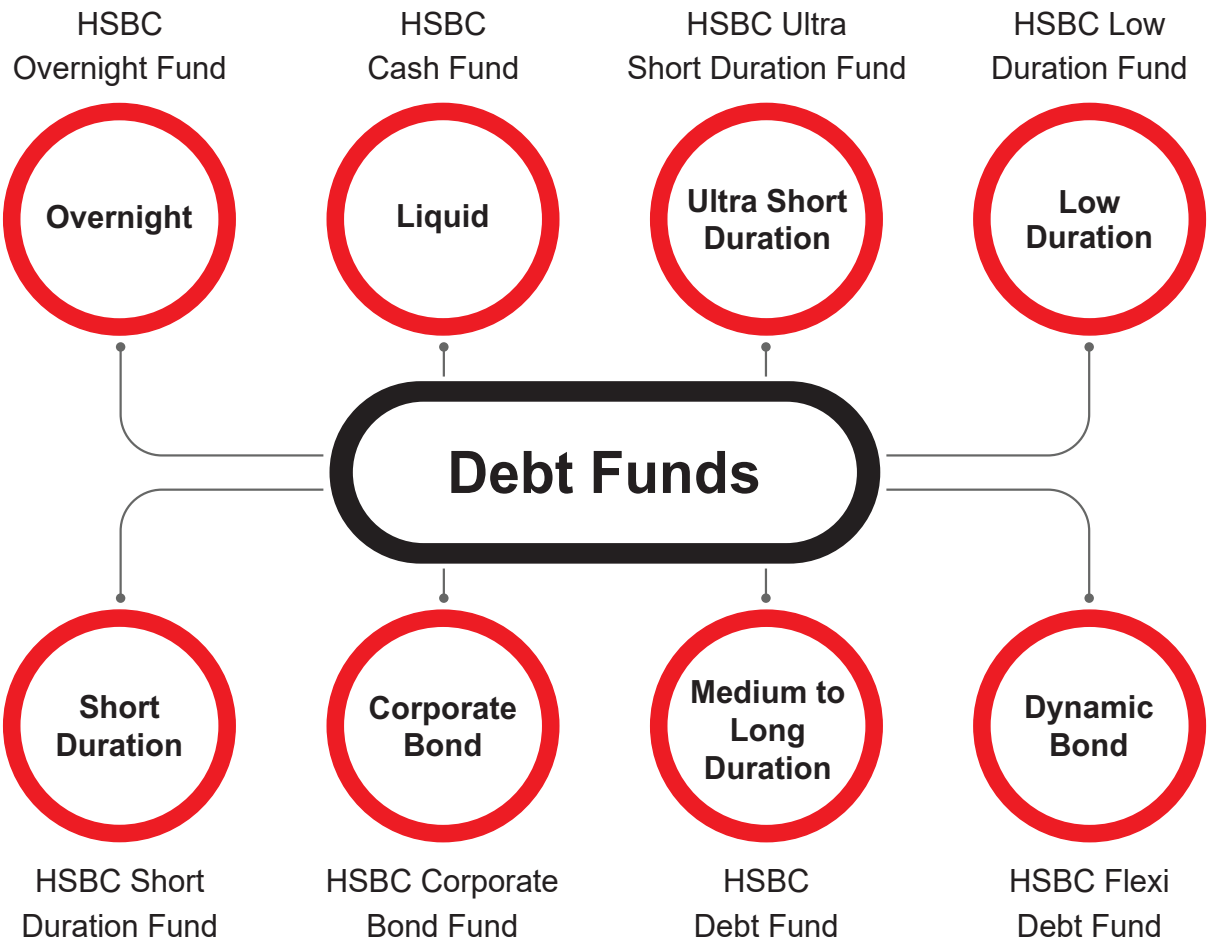 HSBC
Overnight Fund
HSBC
Cash Fund
HSBC Ultra
Short Duration Fund
HSBC Low
Duration Fund
Overnight
Liquid
Ultra Short
Duration
Low
Duration
Debt Funds
Short
Duration
Corporate
Bond
Medium to
Long
Duration
Dynamic
Bond
HSBC Short
Duration Fund
HSBC Corporate
Bond Fund
HSBC
Debt Fund
HSBC Flexi
Debt Fund